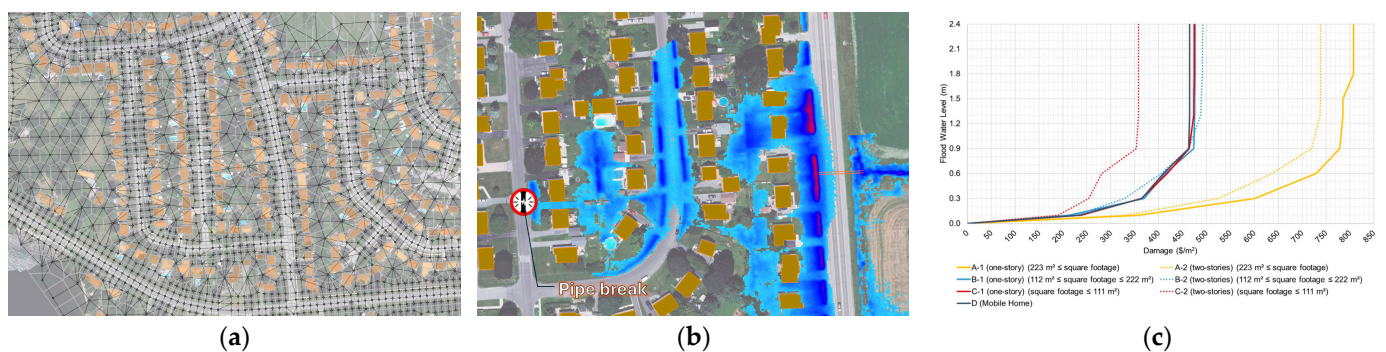 Pipe break
2.4
2.1
1.8
1.5
1.2
0.9
0.6
0.3
0.0
Flood Water Level (m)
0 50 100 150 200 250 300 350 400 450 500 550 600 650 700 750 800 850
Damage ($/m²)
A-1 (one-story) (223 m² ≤ square footage) A-2 (two-stories) (223 m² ≤ square footage)
B-1 (one-story) (112 m² ≤ square footage ≤ 222 m²) B-2 (two-stories) (112 m² ≤ square footage ≤ 222 m²)
C-1 (one-story) (square footage ≤ 111 m²) C-2 (two-stories) (square footage ≤ 111 m²)
D (Mobile Home)
(a) (b) (c)